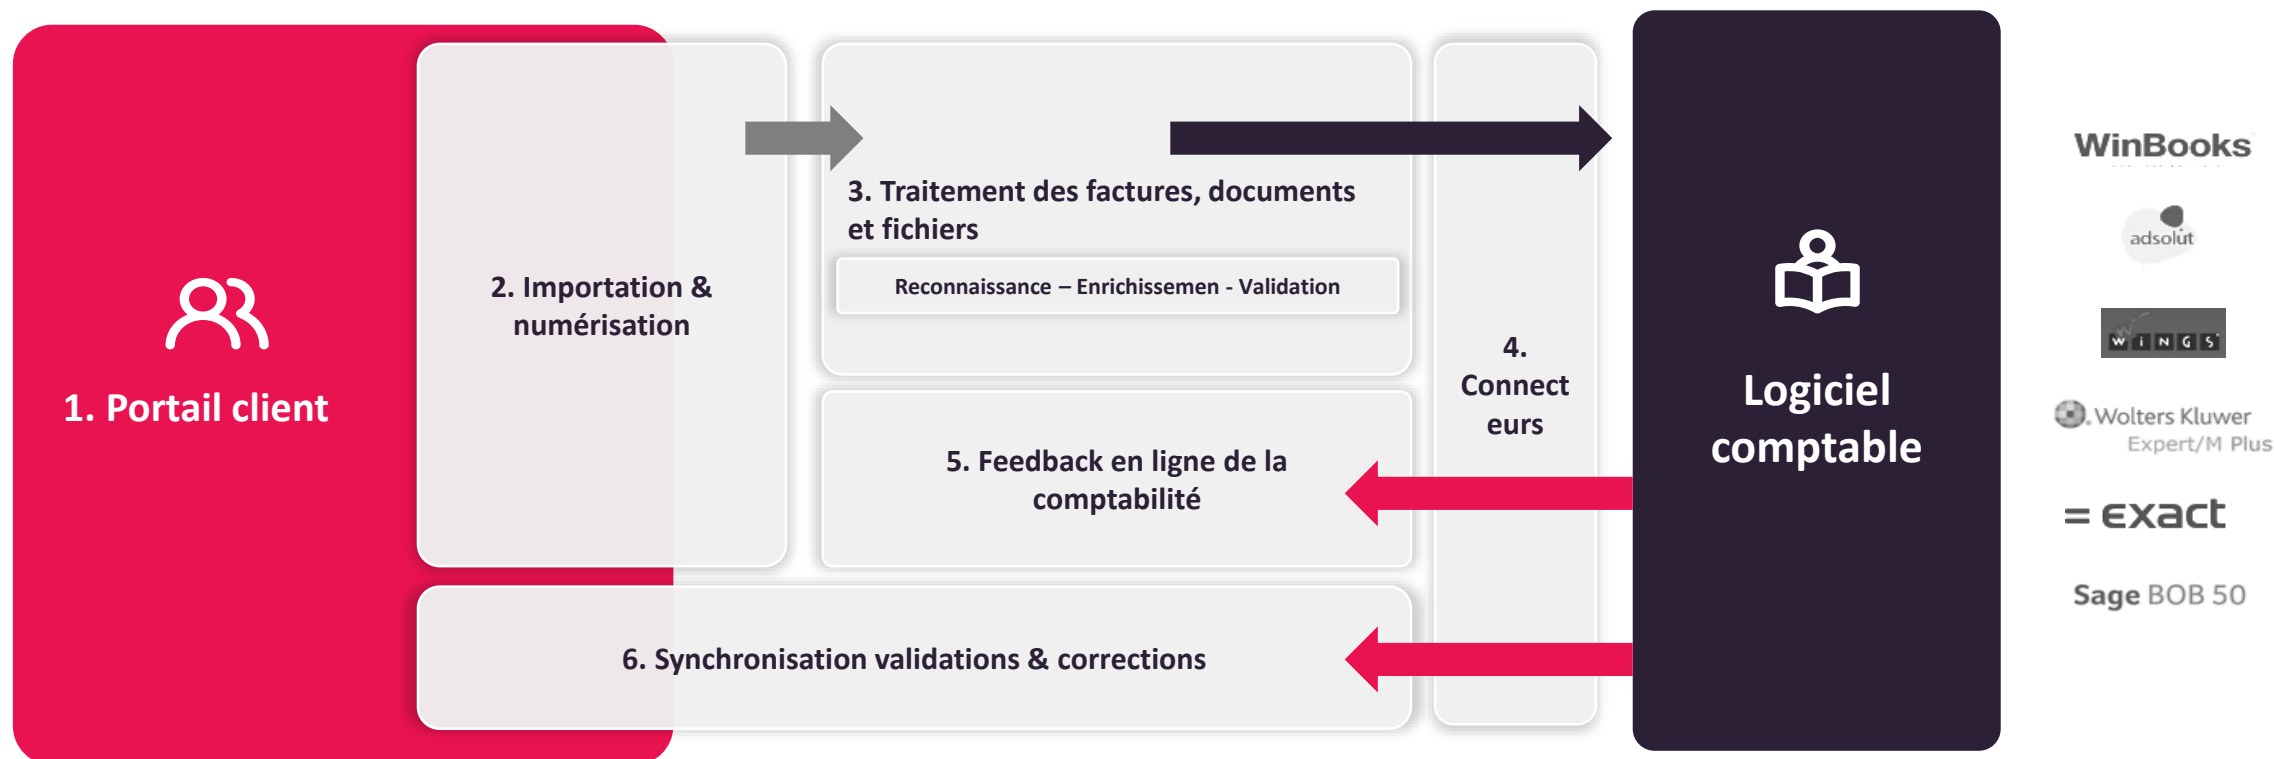 1. Portail client
2. Importation &
numérisation
3. Traitement des factures, documents
et fichiers
Reconnaissance – Enrichissemen - Validation
4.
Connect
eurs
5. Feedback en ligne de la
comptabilité
6. Synchronisation validations & corrections
Logiciel
comptable
WinBooks
adsolut
WiNGS
Wolters Kluwer
Expert/M Plus
= exact
Sage BOB 50